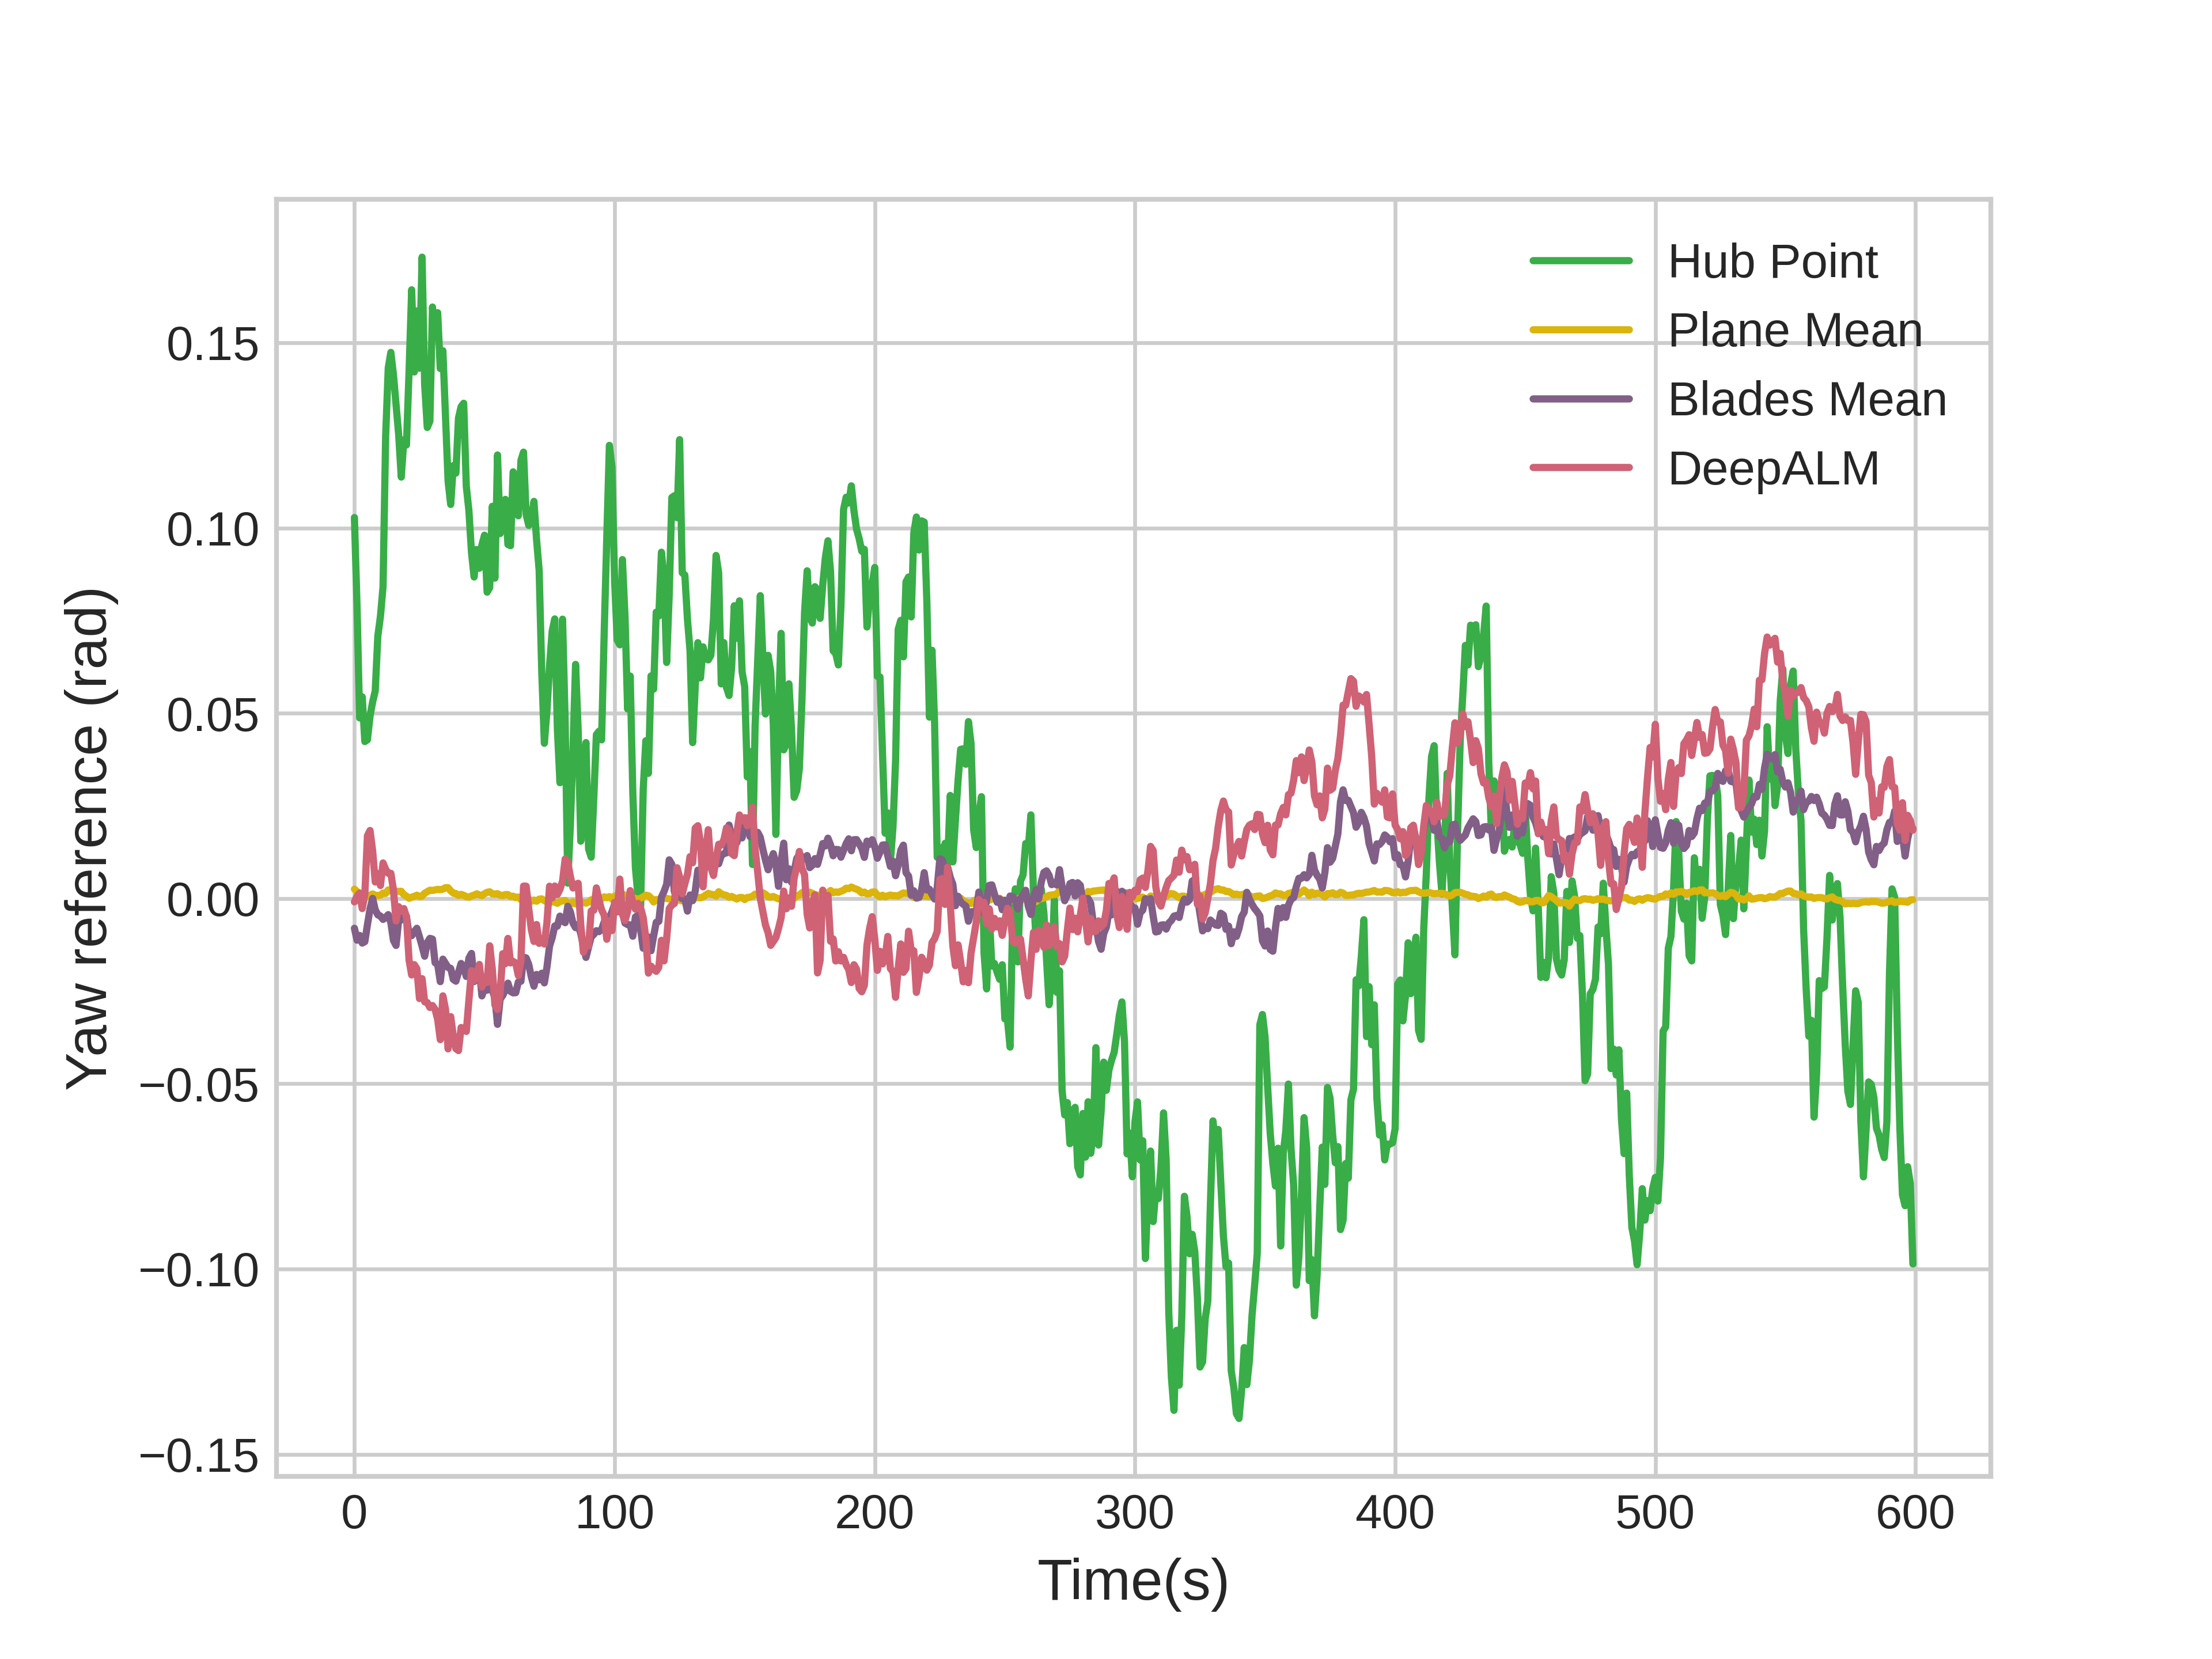 Hub Point
Plane Mean
Blades Mean
DeepALM
0.15
0.10
0.05
0.00
−0.05
−0.10
−0.15
Yaw reference (rad)
0 100 200 300 400 500 600
Time(s)